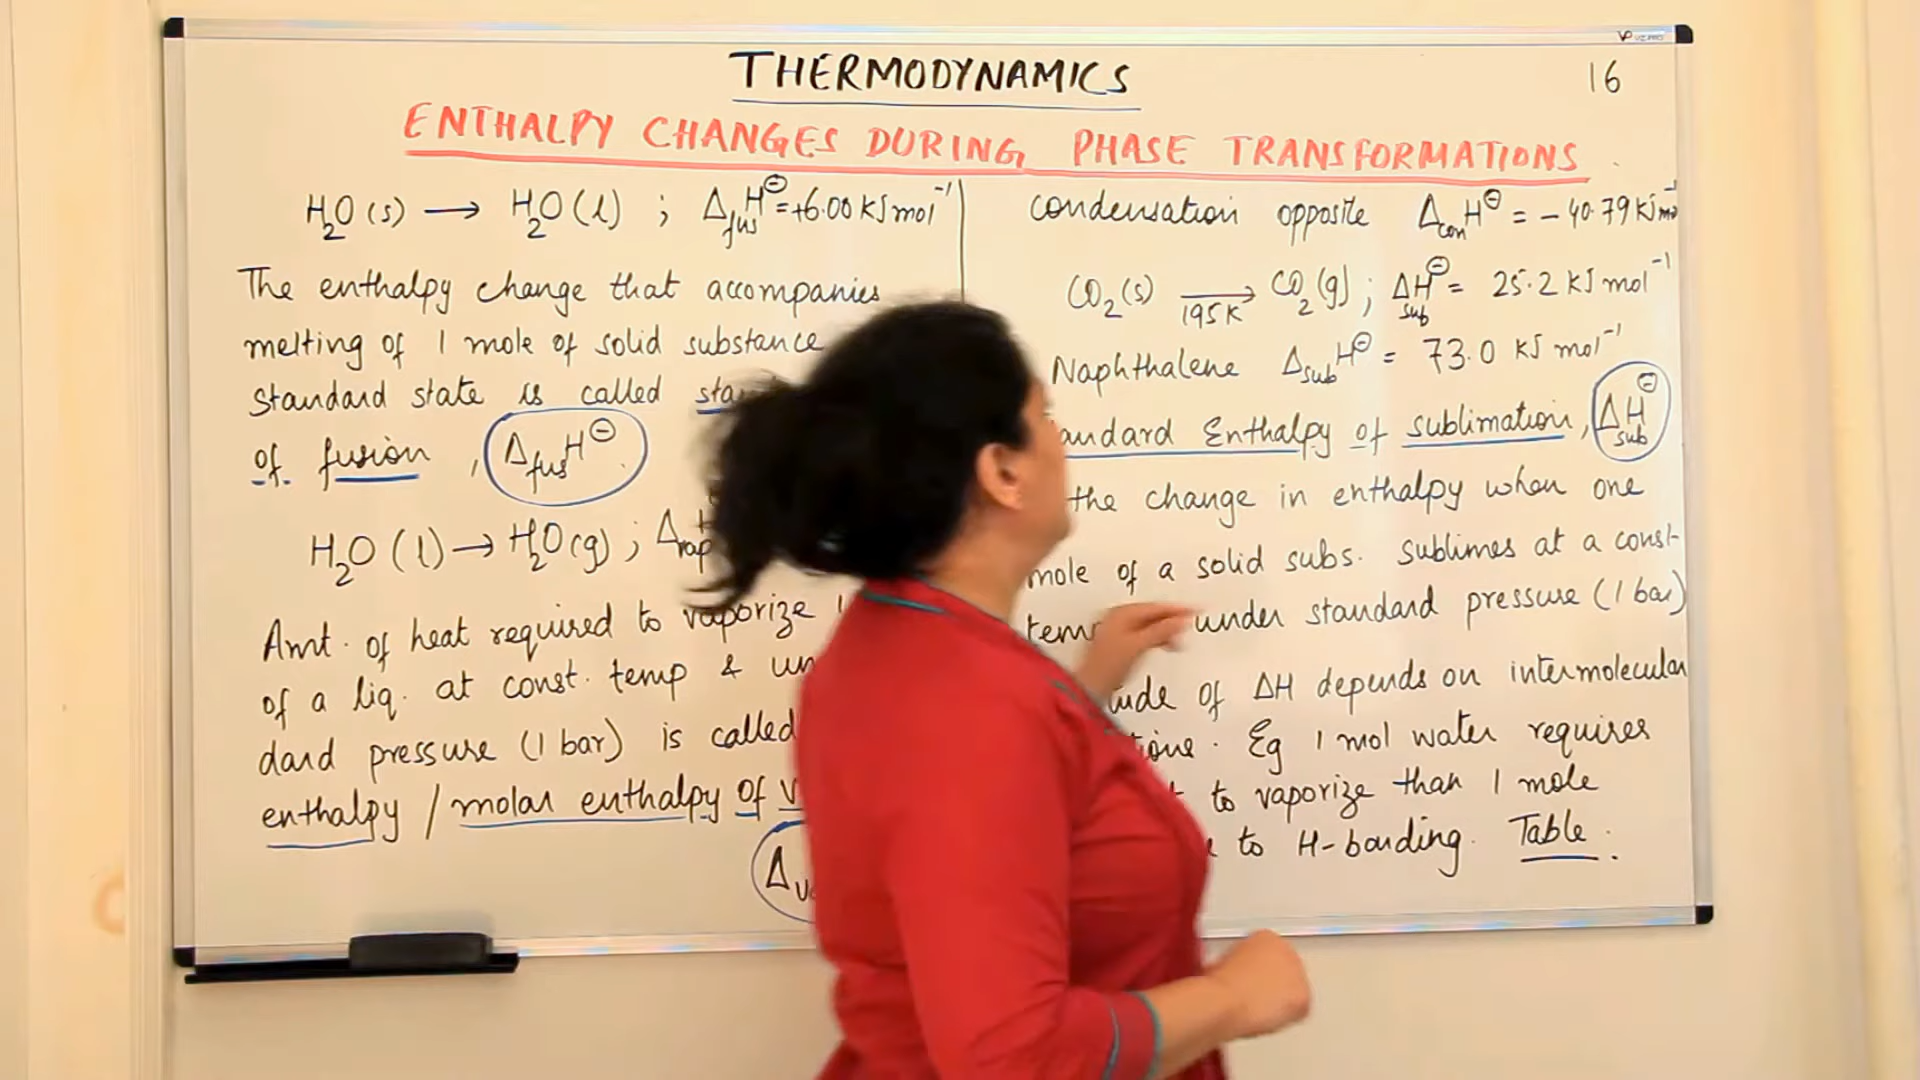 THERMODYNAMICS
16
ENTHALPY CHANGES DURING PHASE TRANSFORMATIONS
H₂O(s) → H₂O(l) ; ΔfusH⊖ = +6.00 KJ mol⁻¹
The enthalpy change that accompanies
melting of 1 mole of solid substance
standard state is called
of fusion , ΔfusH⊖
H₂O (l) → H₂O(g) ;
Amt. of heat required to vaporize
of a liq. at const. temp &
dard pressure (1 bar) is called
enthalpy / molar enthalpy of
condensation opposite ΔconH⊖ = - 40.79 KJ
CO₂(s) → 195K CO₂(g) ; ΔsubH⊖ = 25.2 KJ mol⁻¹
Naphthalene ΔsubH⊖ = 73.0 KJ mol⁻¹
Enthalpy of sublimation, ΔsubH⊖
the change in enthalpy when one
mole of a solid subs. sublimes at a const-
under standard pressure (1 bar)
of ΔH depends on intermolecular
Eg 1 mol water requires
to vaporize than 1 mole
to H-bonding. Table.